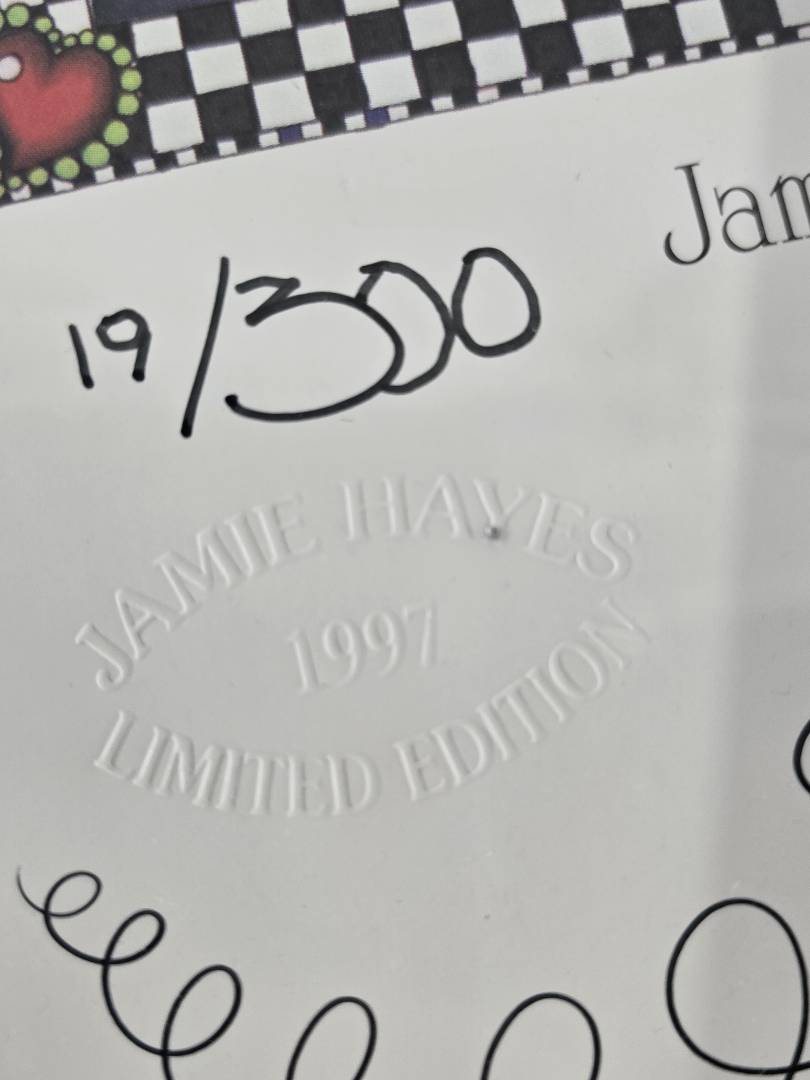 Jam
19/300
JAMIE HAYES
1997
LIMITED EDITION